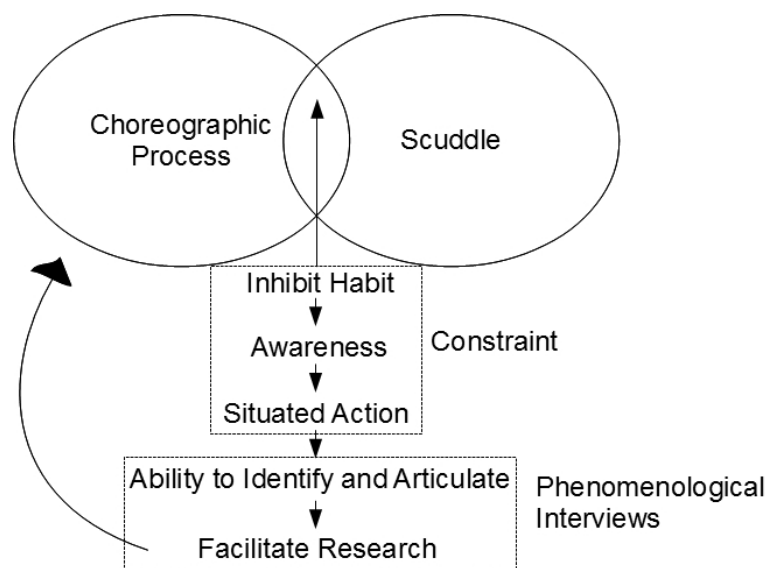 Choreographic
Process
Scuddle
Inhibit Habit
Awareness
Constraint
Situated Action
Ability to Identify and Articulate
Phenomenological
Interviews
Facilitate Research